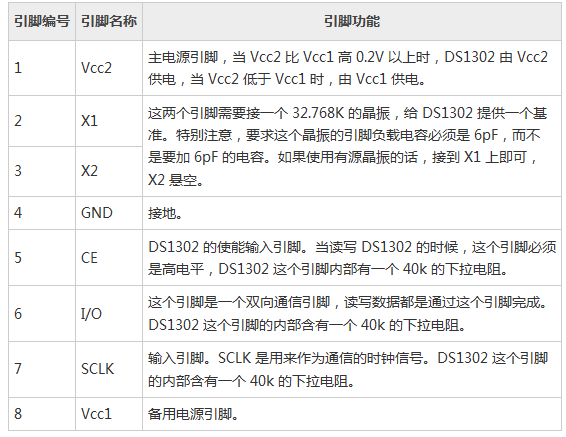 引脚编号 引脚名称 引脚功能
1 Vcc2 主电源引脚，当 Vcc2 比 Vcc1 高 0.2V 以上时，DS1302 由 Vcc2
供电，当 Vcc2 低于 Vcc1 时，由 Vcc1 供电。
2 X1 这两个引脚需要接一个 32.768K 的晶振，给 DS1302 提供一个基
准。特别注意，要求这个晶振的引脚负载电容必须是 6pF，而不
3 X2 是要加 6pF 的电容。如果使用有源晶振的话，接到 X1 上即可，
X2 悬空。
4 GND 接地。
5 CE DS1302 的使能输入引脚。当读写 DS1302 的时候，这个引脚必须
是高电平，DS1302 这个引脚内部有一个 40k 的下拉电阻。
6 I/O 这个引脚是一个双向通信引脚，读写数据都是通过这个引脚完成。
DS1302 这个引脚的内部含有一个 40k 的下拉电阻。
7 SCLK 输入引脚。SCLK 是用来作为通信的时钟信号。DS1302 这个引脚
的内部含有一个 40k 的下拉电阻。
8 Vcc1 备用电源引脚。